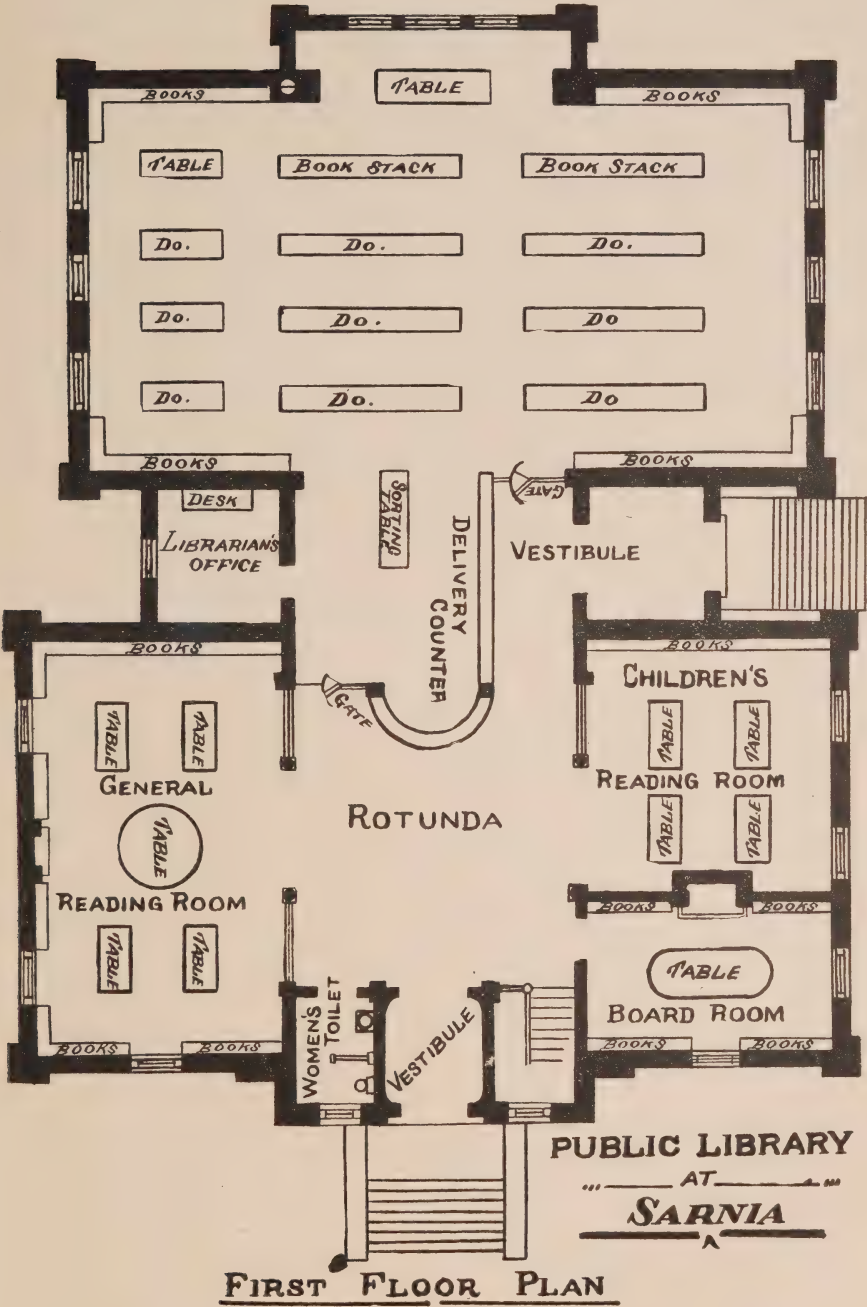 TABLE
BOOKS
BOOKS
TABLE
BOOK STACK
BOOK STACK
Do.
Do.
Do.
Do.
Do.
Do
Do.
Do.
Do
BOOKS
BOOKS
DESK
SORTING
TABLE
GATE
LIBRARIAN'S
OFFICE
DELIVERY
COUNTER
VESTIBULE
BOOKS
BOOKS
CHILDREN'S
GATE
TABLE
TABLE
TABLE
TABLE
GENERAL
READING ROOM
ROTUNDA
TABLE
TABLE
TABLE
READING ROOM
BOOKS
BOOKS
TABLE
TABLE
TABLE
BOARD ROOM
WOMEN'S
TOILET
VESTIBULE
BOOKS
BOOKS
BOOKS
BOOKS
PUBLIC LIBRARY
AT
SARNIA
FIRST FLOOR PLAN